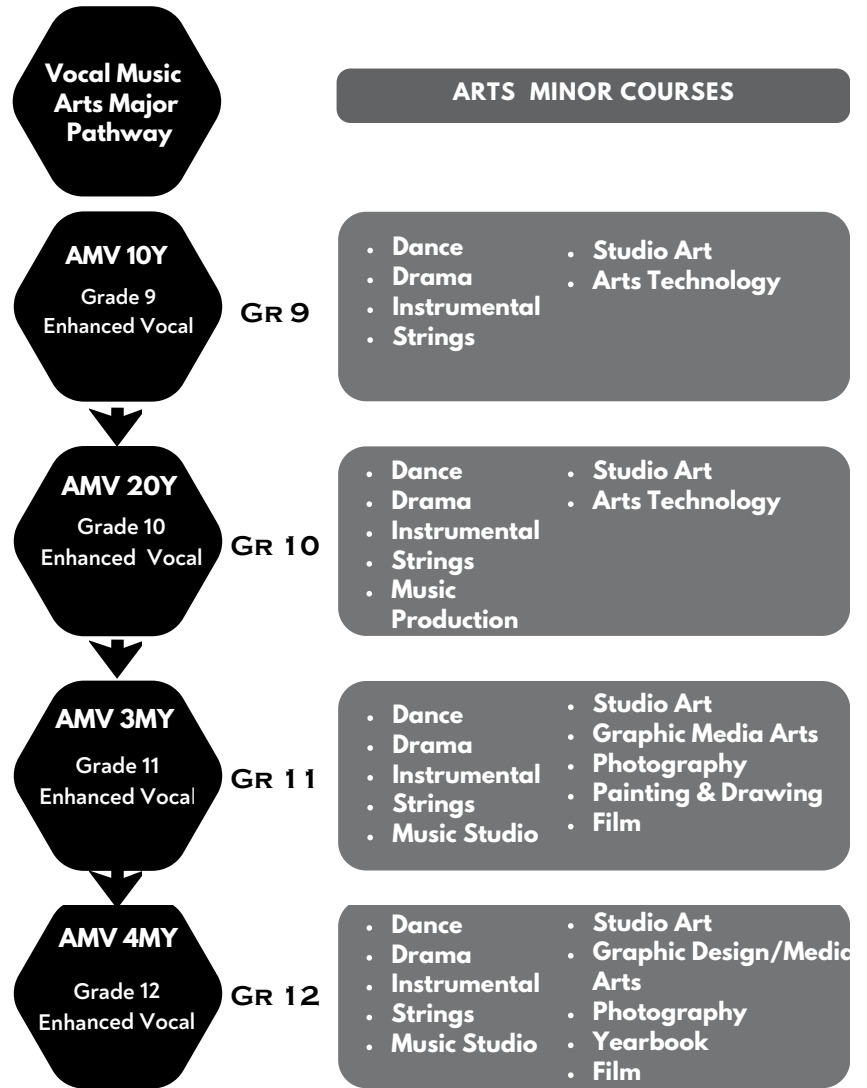 Vocal Music
Arts Major
Pathway
ARTS MINOR COURSES
AMV 10Y
Grade 9
Enhanced Vocal
GR 9
• Dance
• Drama
• Instrumental
• Strings
• Studio Art
• Arts Technology
AMV 20Y
Grade 10
Enhanced Vocal
GR 10
• Dance
• Drama
• Instrumental
• Strings
• Music
Production
• Studio Art
• Arts Technology
AMV 3MY
Grade 11
Enhanced Vocal
GR 11
• Dance
• Drama
• Instrumental
• Strings
• Music Studio
• Studio Art
• Graphic Media Arts
• Photography
• Painting & Drawing
• Film
AMV 4MY
Grade 12
Enhanced Vocal
GR 12
• Dance
• Drama
• Instrumental
• Strings
• Music Studio
• Studio Art
• Graphic Design/Media
Arts
• Photography
• Yearbook
• Film